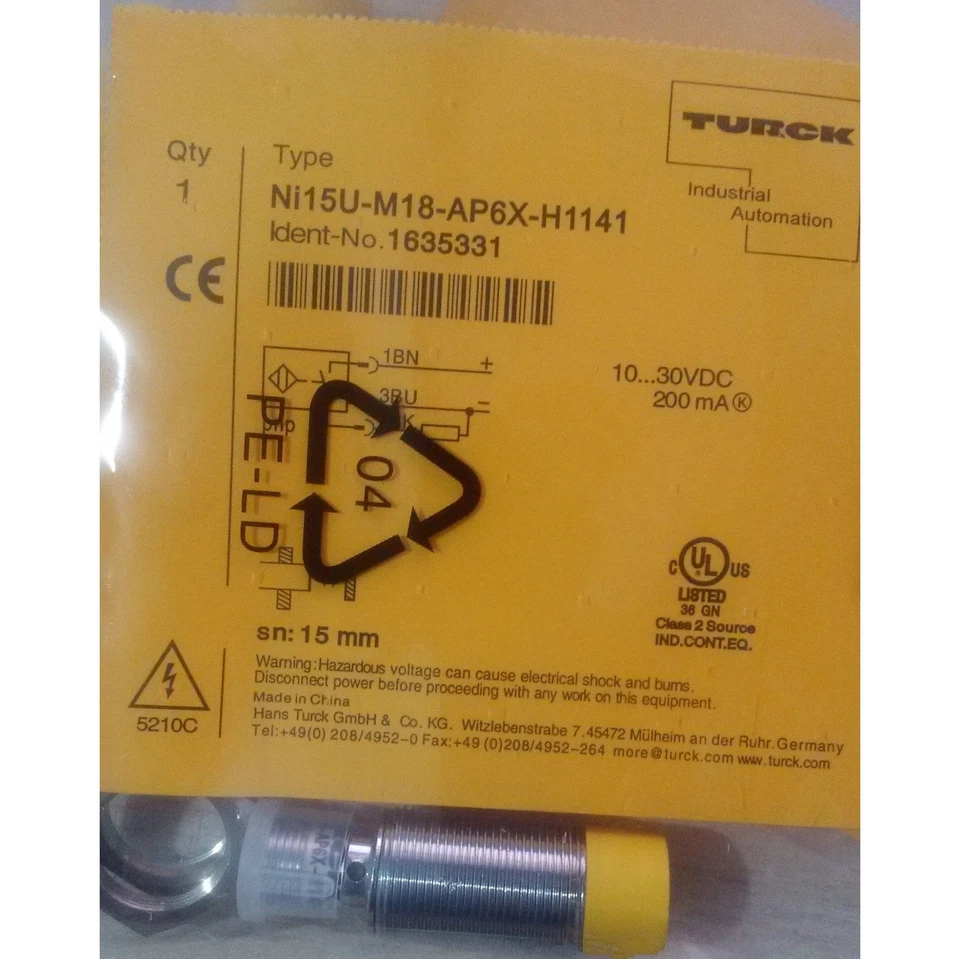 TURCK
Industrial
Automation
Qty
1
Type
Ni15U-M18-AP6X-H1141
Ident-No.1635331
CE
1BN
+
3BU
-
10...30VDC
200 mA Ⓚ
PE-LD
04
c UL US
LISTED
36 GN
Class 2 Source
IND.CONT.EQ.
sn: 15 mm
5210C
Warning:Hazardous voltage can cause electrical shock and burns.
Disconnect power before proceeding with any work on this equipment.
Made in China
Hans Turck GmbH & Co. KG. Witzlebenstrabe 7.45472 Mülheim an der Ruhr.Germany
Tel:+49(0) 208/4952-0 Fax:+49 (0)208/4952-264 more@turck.com www.turck.com
AP6X-